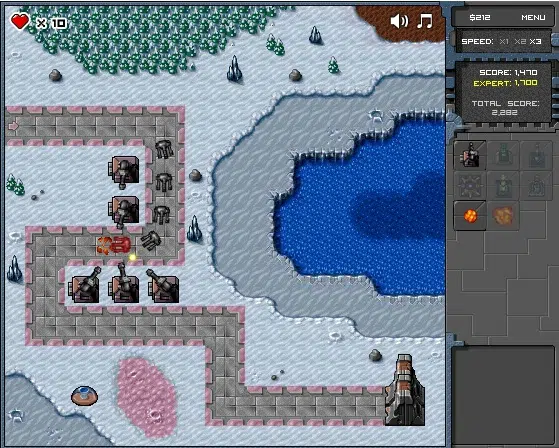 x 10
$212 MENU
SPEED: X1 X2 X3
SCORE: 1,470
EXPERT: 1,700
TOTAL SCORE:
2,282